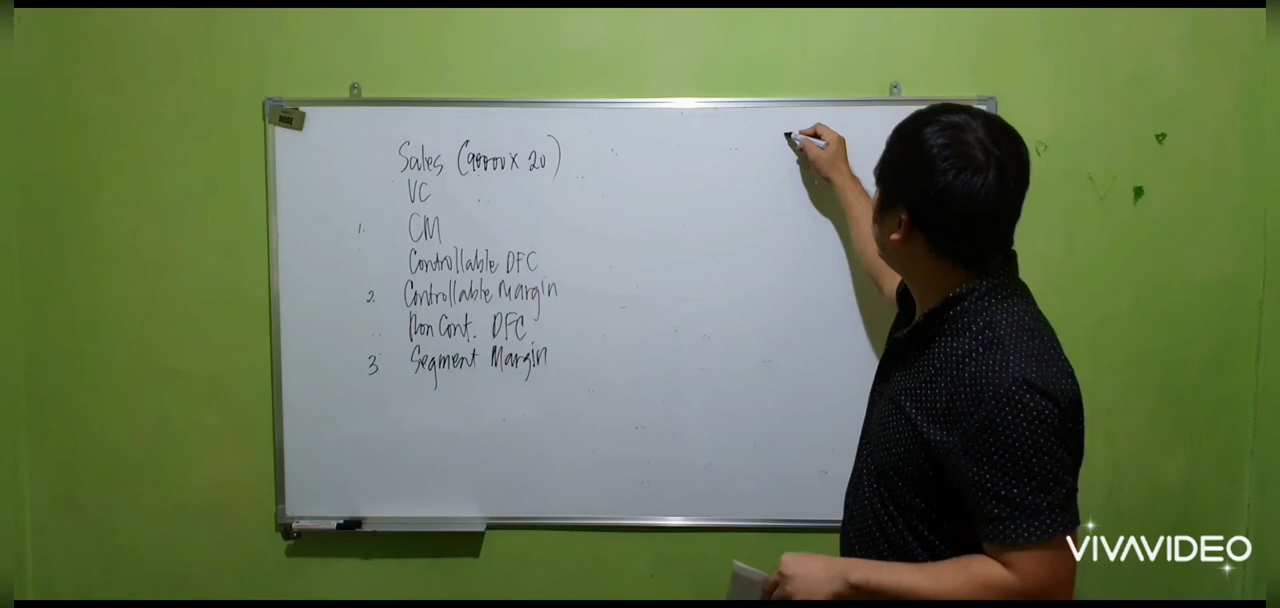 Sales (90000 x 20)
VC
1. CM
Controllable DFC
2. Controllable Margin
Non Cont. DFC
3 Segment Margin
VIVAVIDEO